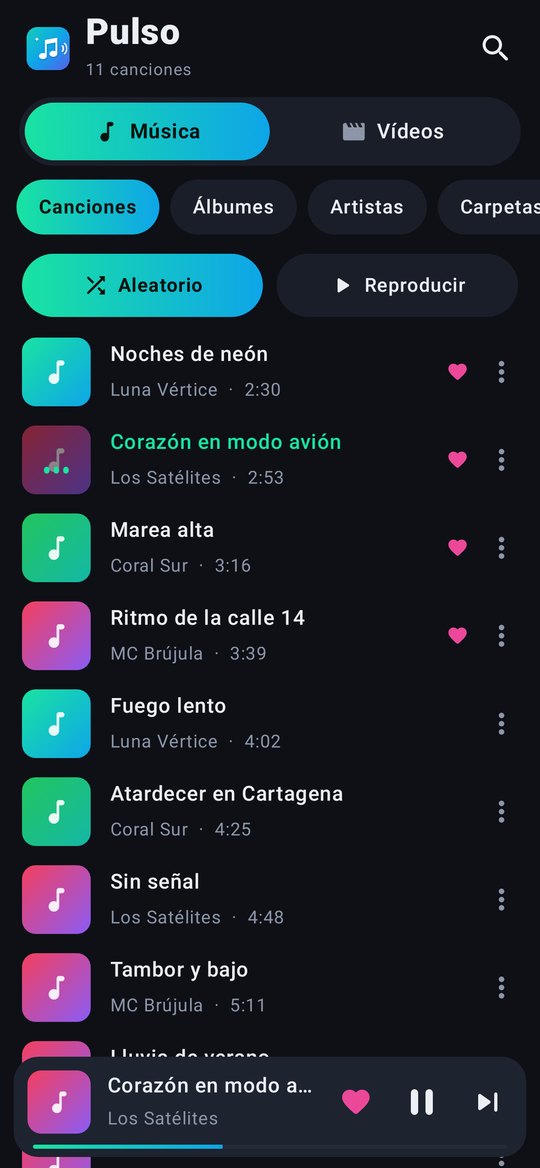 Pulso
11 canciones
Música
Vídeos
Canciones
Álbumes
Artistas
Carpetas
Aleatorio
Reproducir
Noches de neón
Luna Vértice · 2:30
Corazón en modo avión
Los Satélites · 2:53
Marea alta
Coral Sur · 3:16
Ritmo de la calle 14
MC Brújula · 3:39
Fuego lento
Luna Vértice · 4:02
Atardecer en Cartagena
Coral Sur · 4:25
Sin señal
Los Satélites · 4:48
Tambor y bajo
MC Brújula · 5:11
Lluvia de verano
Corazón en modo a...
Los Satélites